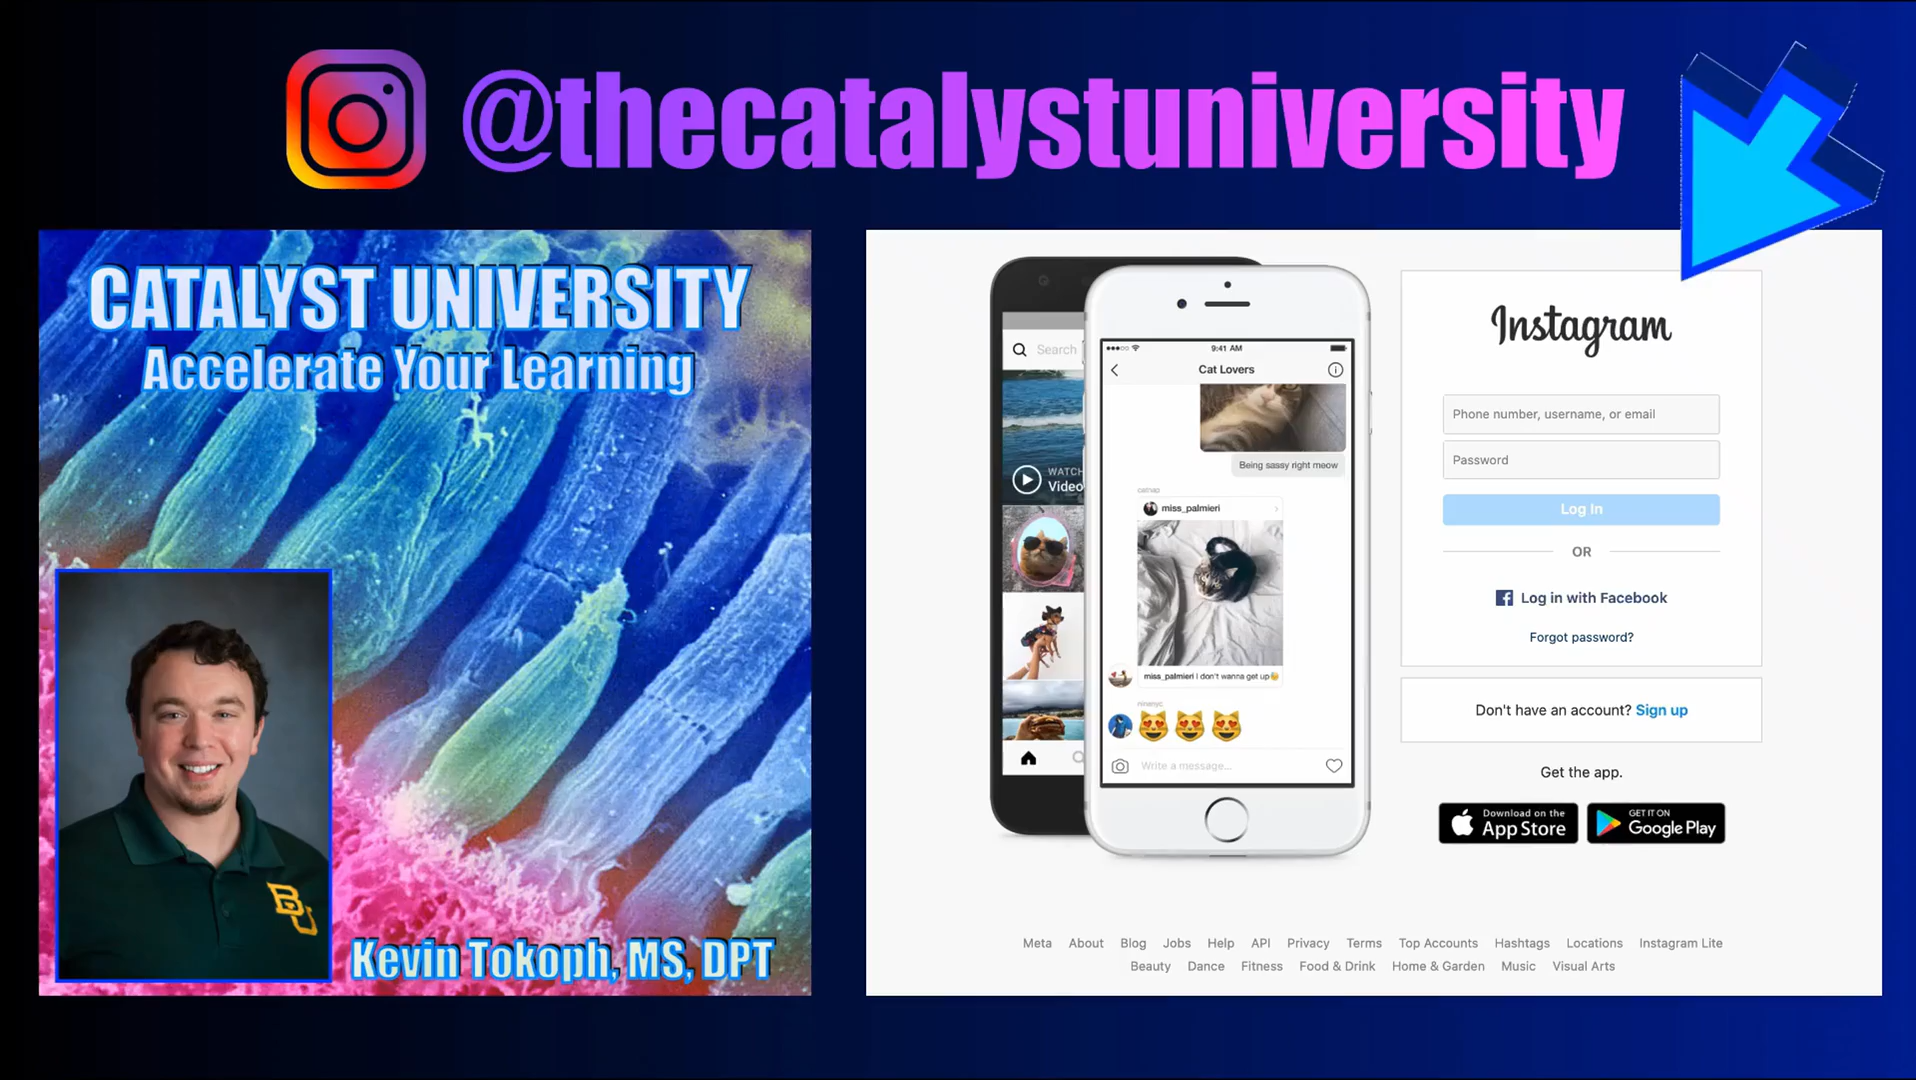 @thecatalystuniversity
CATALYST UNIVERSITY
Accelerate Your Learning
BU
Kevin Tokoph, MS, DPT
Search
WATCH
Video
9:41 AM
Cat Lovers
Being sassy right meow
catnap
miss_palmieri
miss_palmieri I don't wanna get up
ninanyc
Write a message...
Instagram
Phone number, username, or email
Password
Log In
OR
Log in with Facebook
Forgot password?
Don't have an account? Sign up
Get the app.
Download on the
App Store
GET IT ON
Google Play
Meta About Blog Jobs Help API Privacy Terms Top Accounts Hashtags Locations Instagram Lite
Beauty Dance Fitness Food & Drink Home & Garden Music Visual Arts